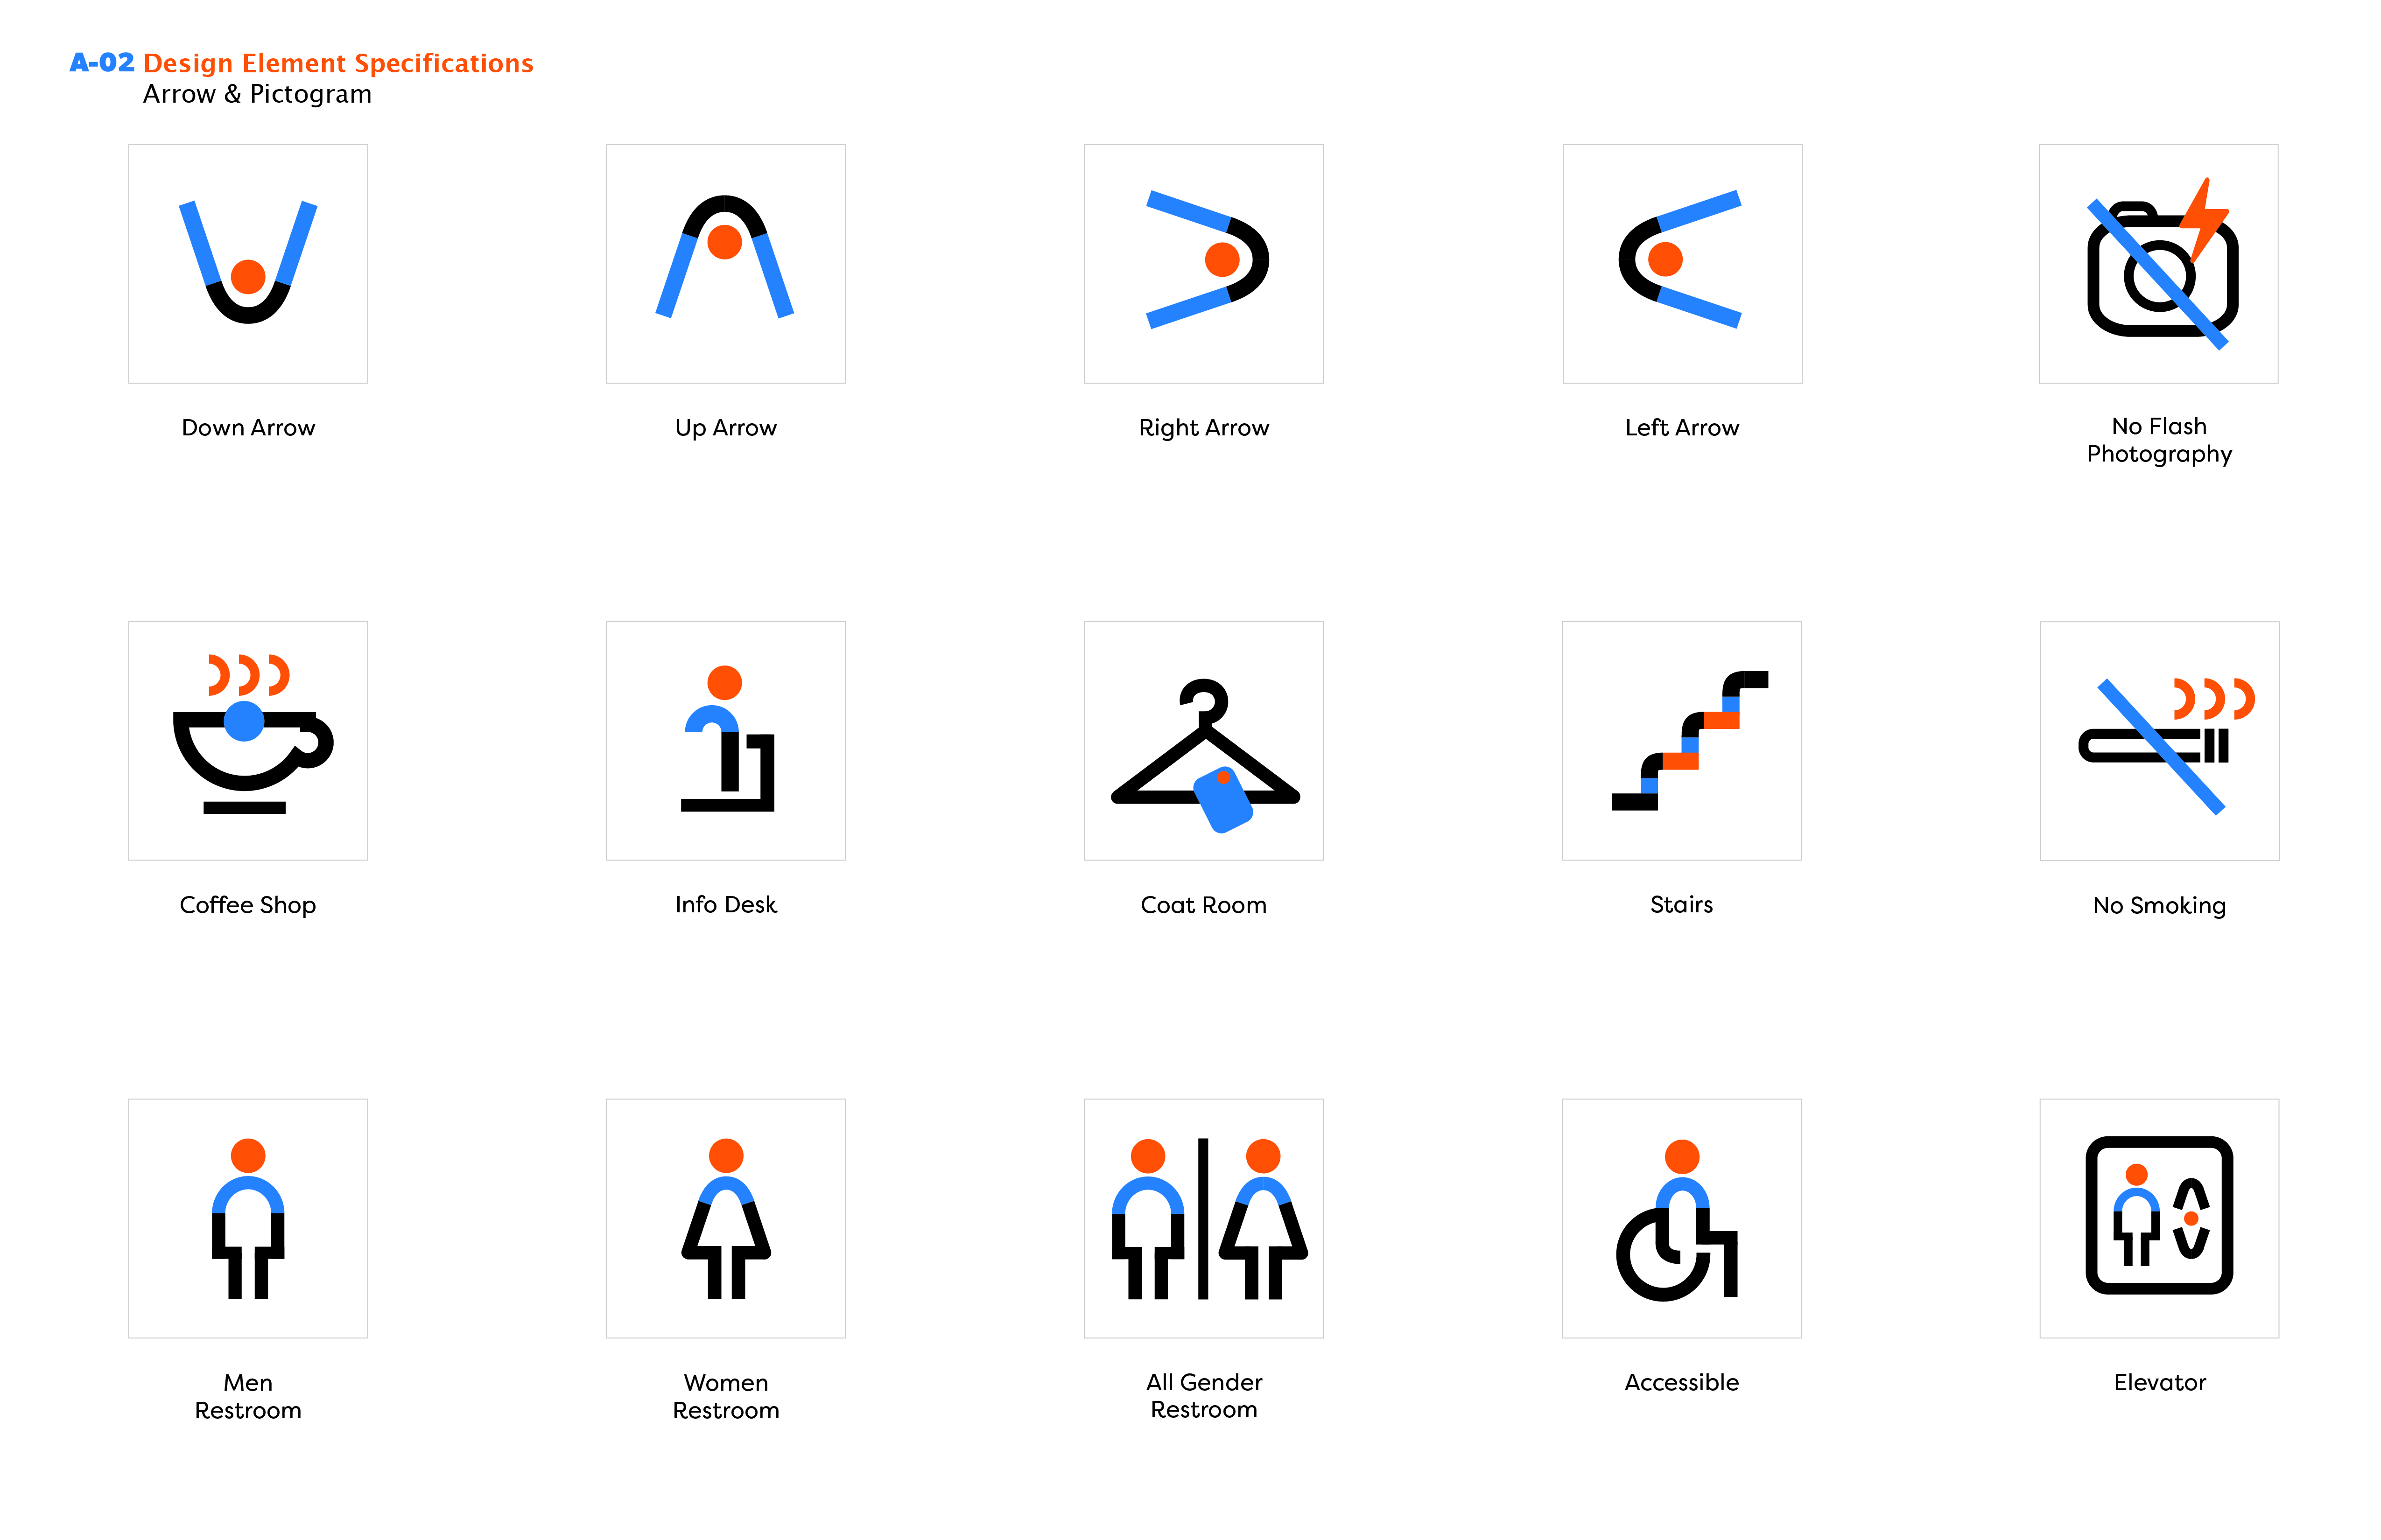 A-02 Design Element Specifications
Arrow & Pictogram
Down Arrow
Up Arrow
Right Arrow
Left Arrow
No Flash
Photography
Coffee Shop
Info Desk
Coat Room
Stairs
No Smoking
Men
Restroom
Women
Restroom
All Gender
Restroom
Accessible
Elevator